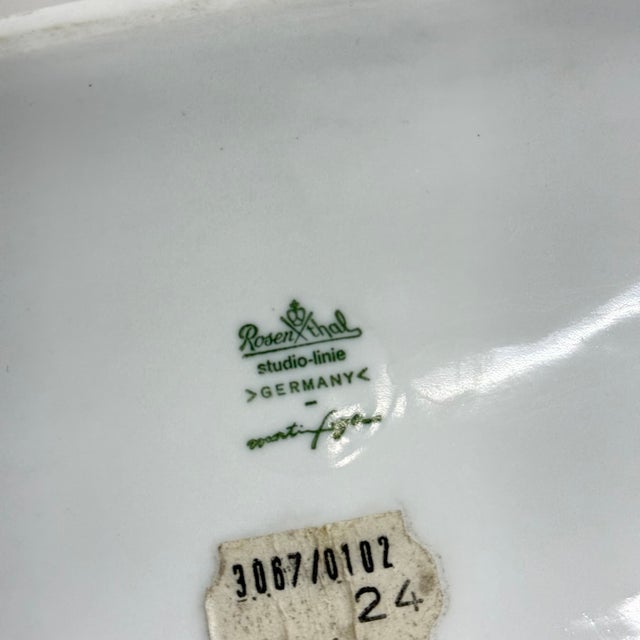 Rosenthal
studio-linie
>GERMANY<
-
3067/0102
24